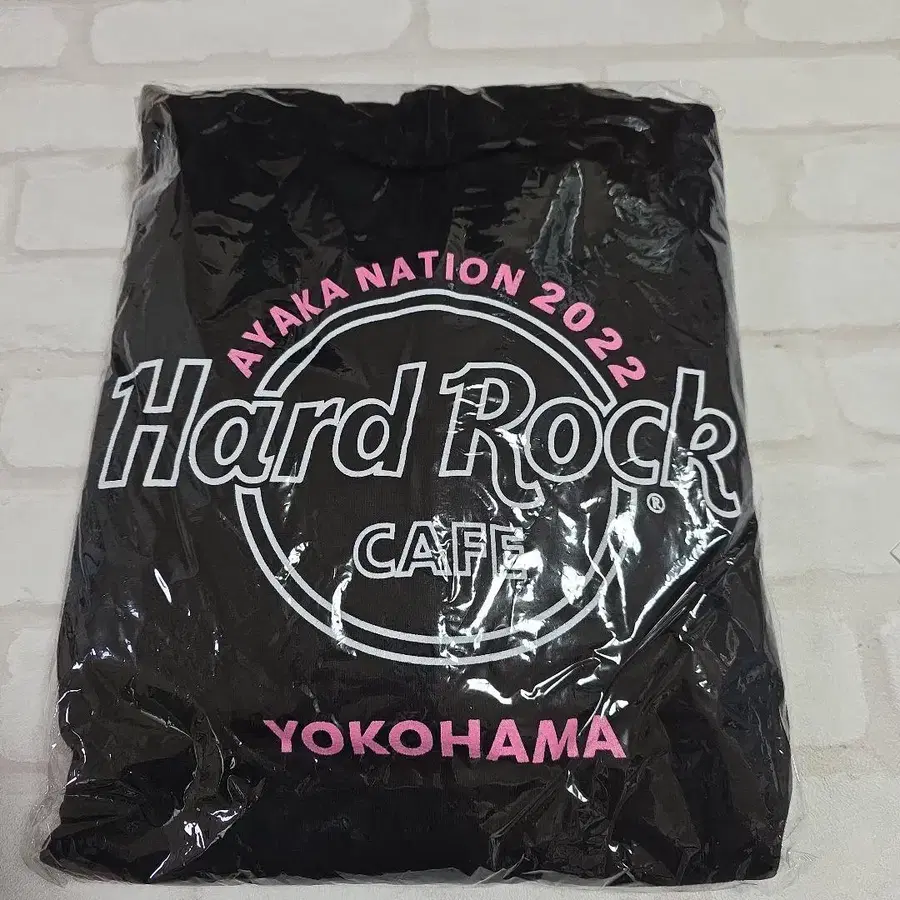 AYAKA NATION 2022
Hard Rock
®
CAFE
YOKOHAMA